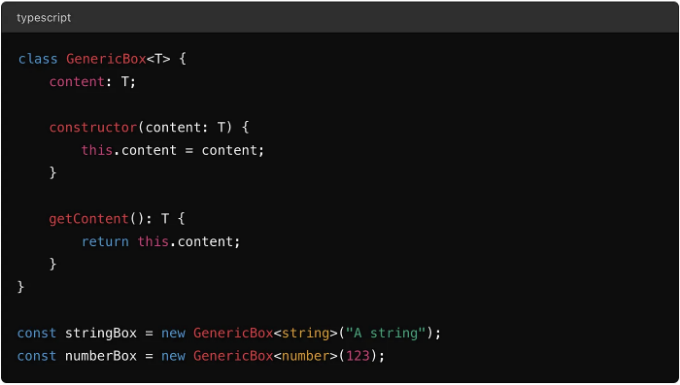 typescript
class GenericBox<T> {
    content: T;

    constructor(content: T) {
        this.content = content;
    }

    getContent(): T {
        return this.content;
    }
}

const stringBox = new GenericBox<string>("A string");
const numberBox = new GenericBox<number>(123);